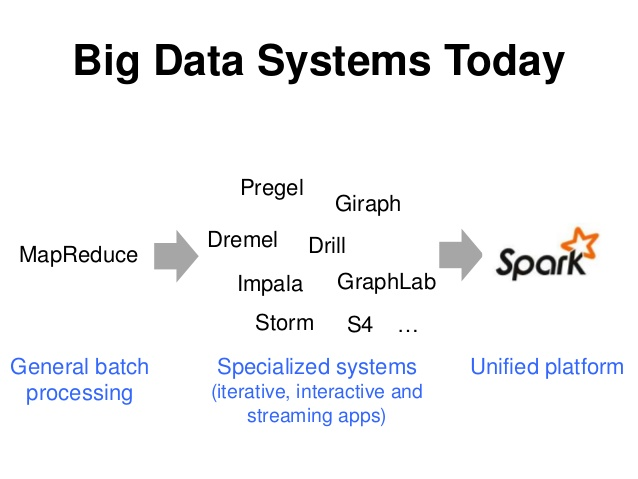 Big Data Systems Today
Pregel
Giraph
Dremel
Drill
MapReduce
Impala
GraphLab
Storm
S4
…
Spark
General batch
processing
Specialized systems
(iterative, interactive and
streaming apps)
Unified platform